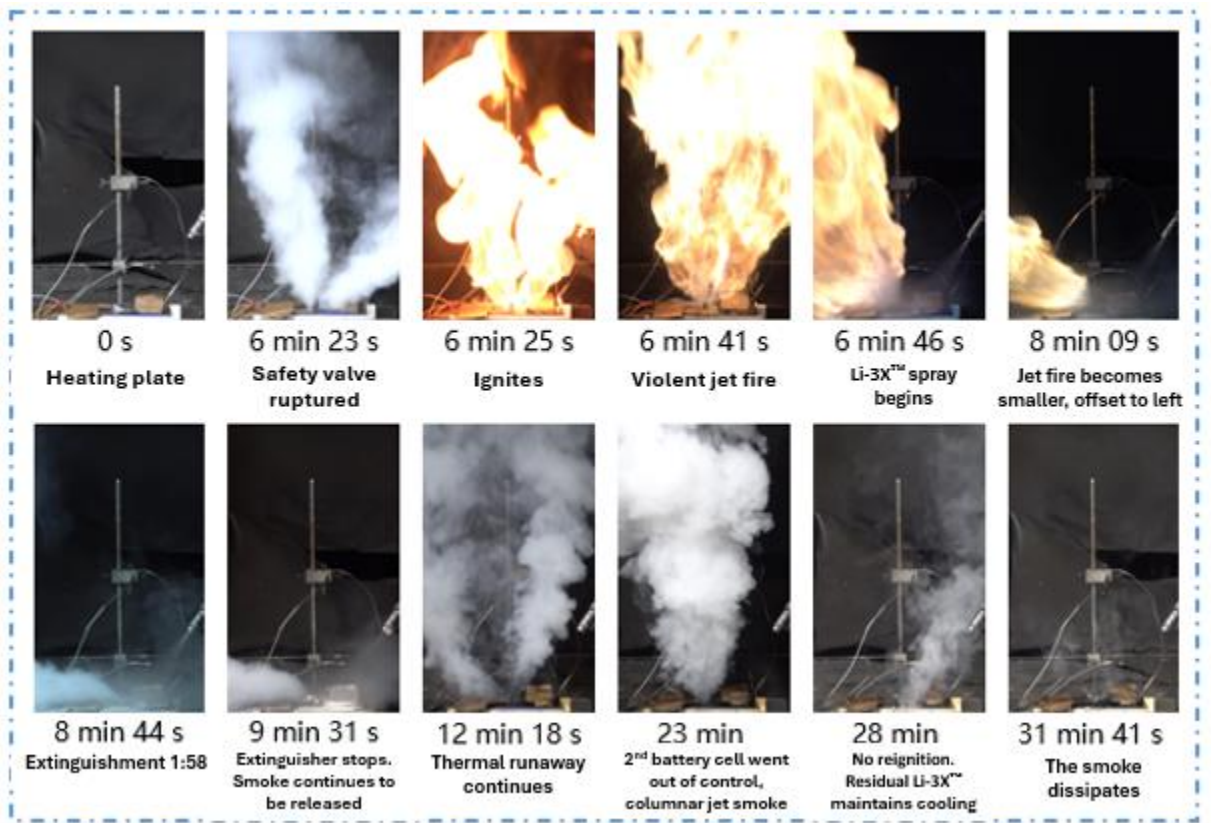 0 s
Heating plate
6 min 23 s
Safety valve
ruptured
6 min 25 s
Ignites
6 min 41 s
Violent jet fire
6 min 46 s
Li-3X™ spray
begins
8 min 09 s
Jet fire becomes
smaller, offset to left
8 min 44 s
Extinguishment 1:58
9 min 31 s
Extinguisher stops.
Smoke continues to
be released
12 min 18 s
Thermal runaway
continues
23 min
2nd battery cell went
out of control,
columnar jet smoke
28 min
No reignition.
Residual Li-3X™
maintains cooling
31 min 41 s
The smoke
dissipates